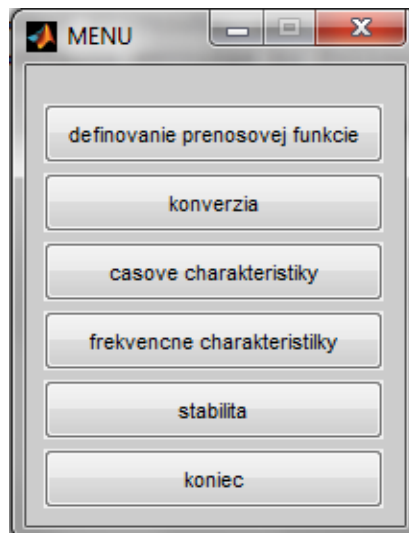 MENU
definovanie prenosovej funkcie
konverzia
casove charakteristiky
frekvencne charakteristilky
stabilita
koniec